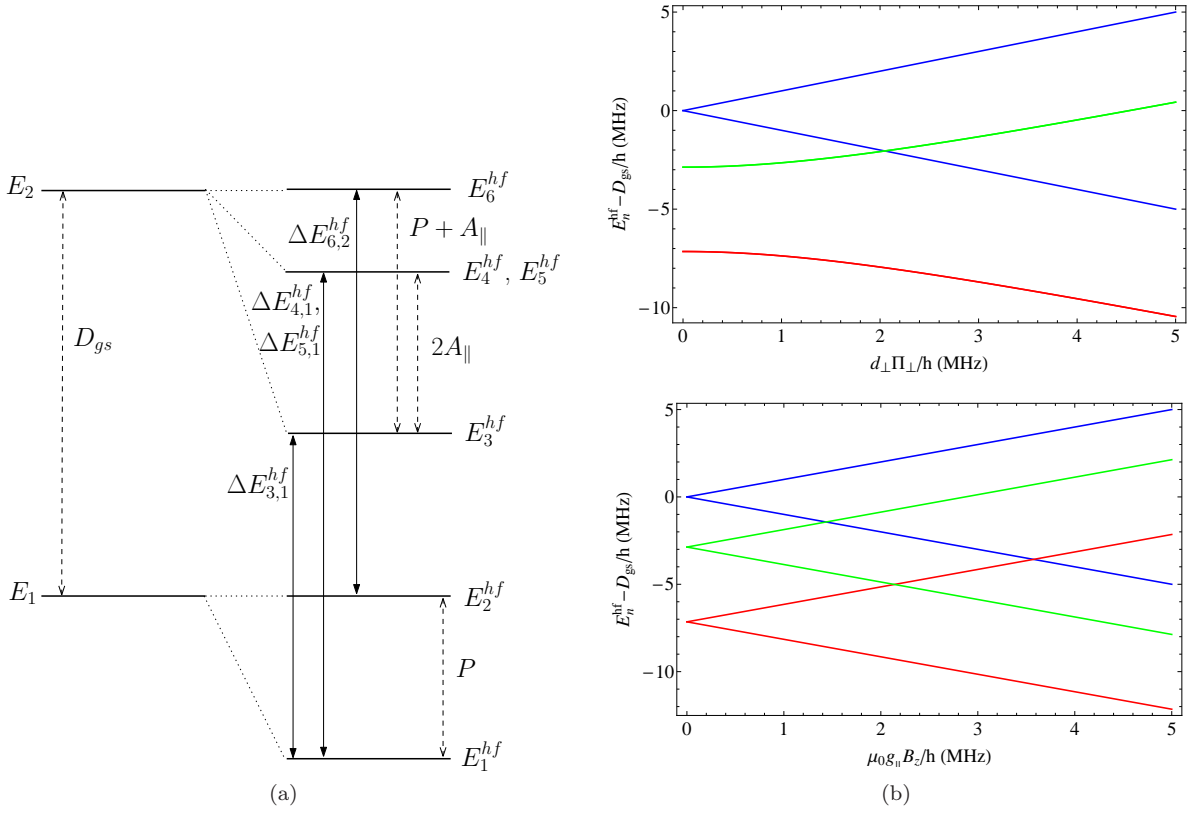 E_2
E_6^{hf}
P + A_∥
ΔE_{6,2}^{hf}
E_4^{hf}, E_5^{hf}
ΔE_{4,1}^{hf},
ΔE_{5,1}^{hf}
D_{gs}
2A_∥
E_3^{hf}
ΔE_{3,1}^{hf}
E_1
E_2^{hf}
P
E_1^{hf}
(a)
E_n^{hf}−D_{gs}/h (MHz)
5
0
−5
−10
0 1 2 3 4 5
d_⊥Π_⊥/h (MHz)
E_n^{hf}−D_{gs}/h (MHz)
5
0
−5
−10
0 1 2 3 4 5
μ_0g_∥B_z/h (MHz)
(b)